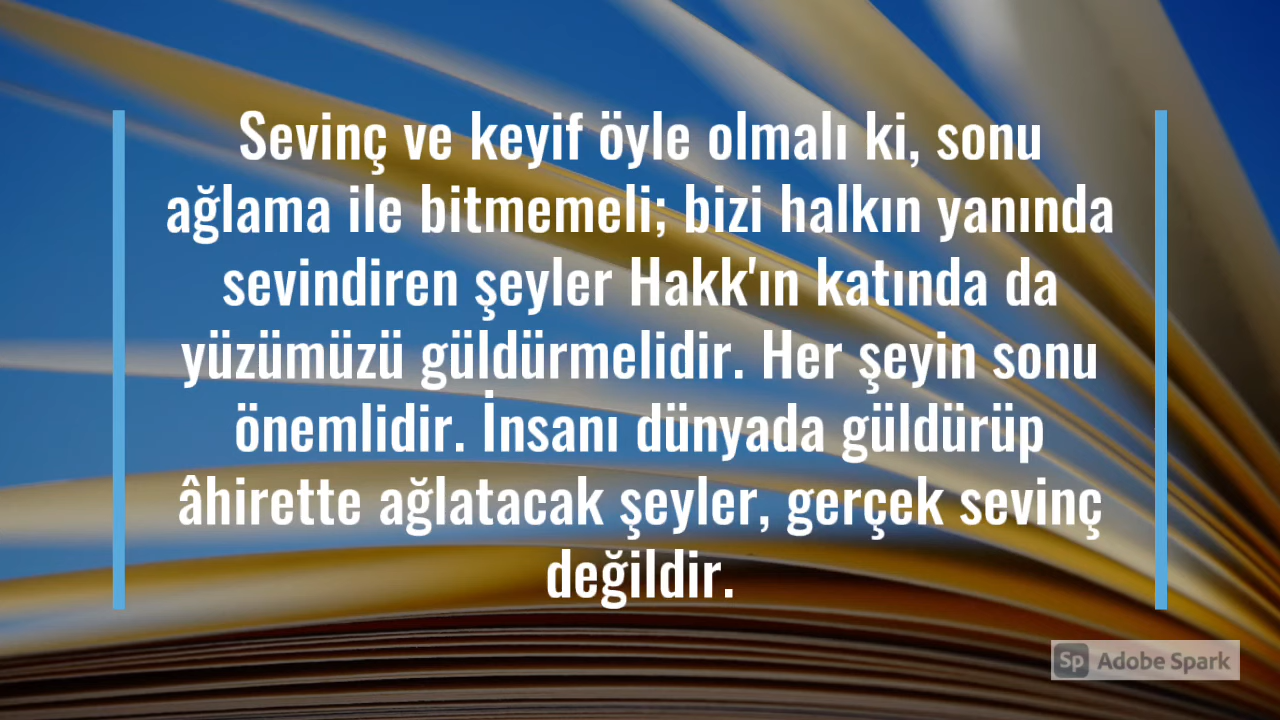 Sevinç ve keyif öyle olmalı ki, sonu
ağlama ile bitmemeli; bizi halkın yanında
sevindiren şeyler Hakk'ın katında da
yüzümüzü güldürmelidir. Her şeyin sonu
önemlidir. İnsanı dünyada güldürüp
âhirette ağlatacak şeyler, gerçek sevinç
değildir.
Sp Adobe Spark